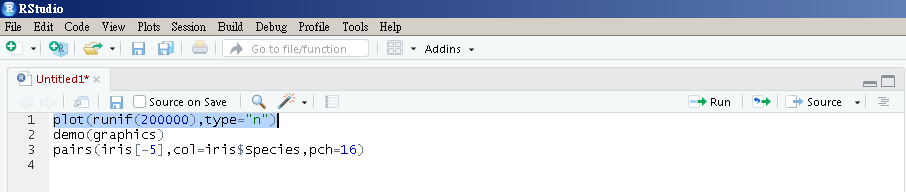 RStudio
File Edit Code View Plots Session Build Debug Profile Tools Help
Go to file/function Addins
Untitled1*
Source on Save Run Source
1 plot(runif(200000),type="n")
2 demo(graphics)
3 pairs(iris[-5],col=iris$Species,pch=16)
4